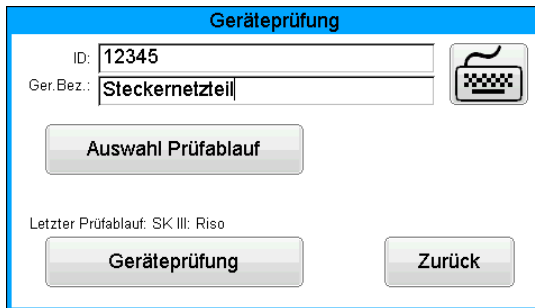 Geräteprüfung
ID: 12345
Ger.Bez.: Steckernetzteil
Auswahl Prüfablauf
Letzter Prüfablauf: SK III: Riso
Geräteprüfung Zurück